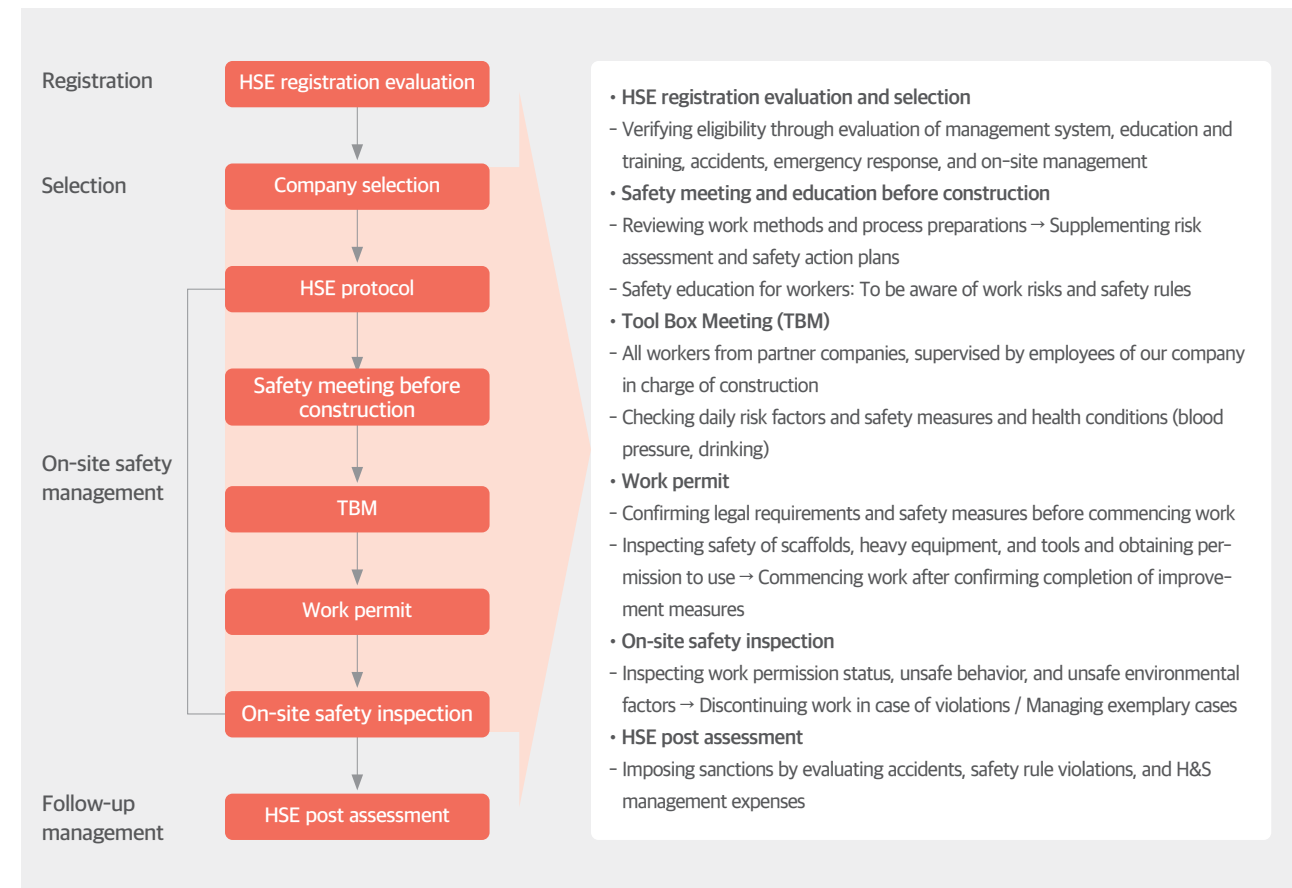 Registration
HSE registration evaluation
Selection
Company selection
HSE protocol
Safety meeting before
construction
On-site safety
management
TBM
Work permit
On-site safety inspection
Follow-up
management
HSE post assessment
• HSE registration evaluation and selection
- Verifying eligibility through evaluation of management system, education and
training, accidents, emergency response, and on-site management
• Safety meeting and education before construction
- Reviewing work methods and process preparations → Supplementing risk
assessment and safety action plans
- Safety education for workers: To be aware of work risks and safety rules
• Tool Box Meeting (TBM)
- All workers from partner companies, supervised by employees of our company
in charge of construction
- Checking daily risk factors and safety measures and health conditions (blood
pressure, drinking)
• Work permit
- Confirming legal requirements and safety measures before commencing work
- Inspecting safety of scaffolds, heavy equipment, and tools and obtaining per-
mission to use → Commencing work after confirming completion of improve-
ment measures
• On-site safety inspection
- Inspecting work permission status, unsafe behavior, and unsafe environmental
factors → Discontinuing work in case of violations / Managing exemplary cases
• HSE post assessment
- Imposing sanctions by evaluating accidents, safety rule violations, and H&S
management expenses